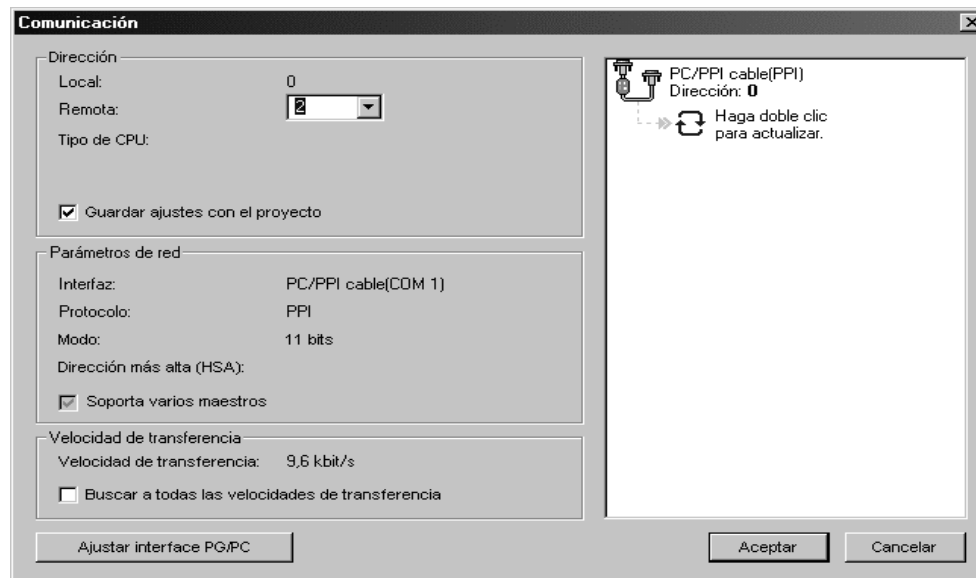 Comunicación
Dirección
Local: 0
Remota: 2
Tipo de CPU:
Guardar ajustes con el proyecto
Parámetros de red
Interfaz: PC/PPI cable(COM 1)
Protocolo: PPI
Modo: 11 bits
Dirección más alta (HSA):
Soporta varios maestros
Velocidad de transferencia
Velocidad de transferencia: 9,6 kbit/s
Buscar a todas las velocidades de transferencia
Ajustar interface PG/PC
PC/PPI cable(PPI)
Dirección: 0
Haga doble clic
para actualizar.
Aceptar
Cancelar